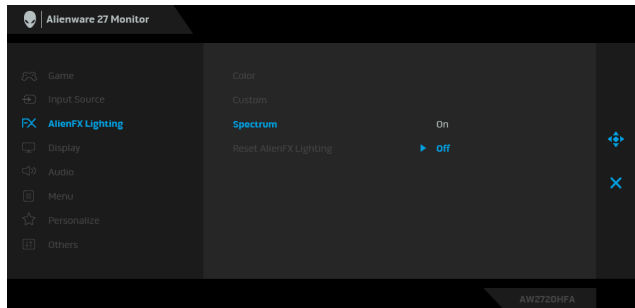 Alienware 27 Monitor
Game
Color
Input Source
Custom
AlienFX Lighting
Spectrum
On
Display
Reset AlienFX Lighting
Off
Audio
Menu
Personalize
Others
AW2720HFA